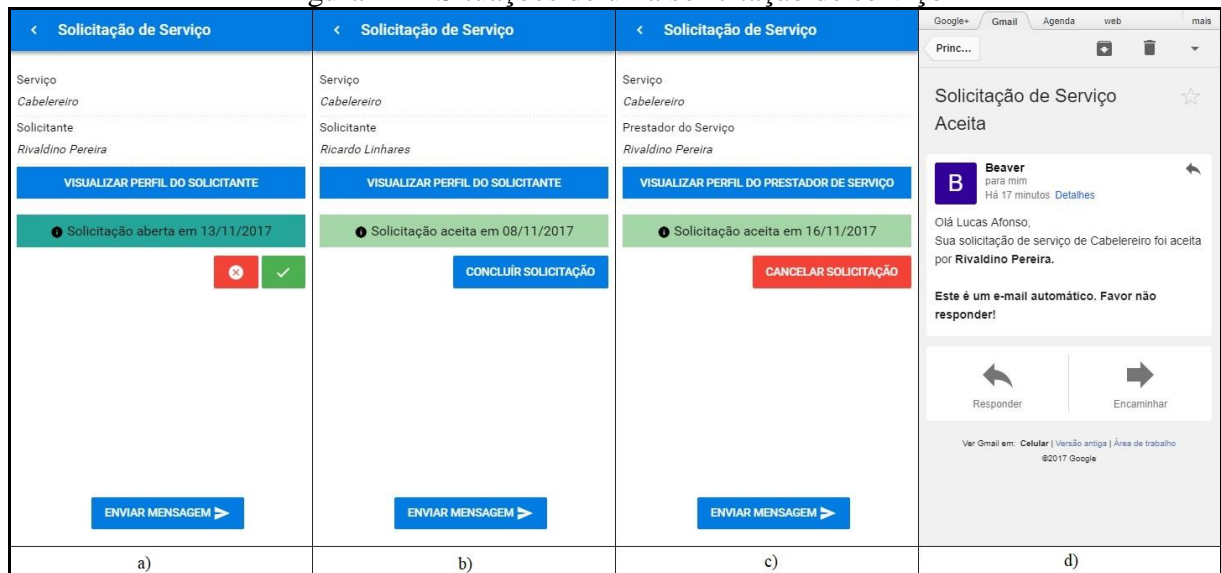 Solicitação de Serviço
Serviço
Cabelereiro
Solicitante
Rivaldino Pereira
VISUALIZAR PERFIL DO SOLICITANTE
Solicitação aberta em 13/11/2017
ENVIAR MENSAGEM
a)
Solicitação de Serviço
Serviço
Cabelereiro
Solicitante
Ricardo Linhares
VISUALIZAR PERFIL DO SOLICITANTE
Solicitação aceita em 08/11/2017
CONCLUÍR SOLICITAÇÃO
ENVIAR MENSAGEM
b)
Solicitação de Serviço
Serviço
Cabelereiro
Prestador do Serviço
Rivaldino Pereira
VISUALIZAR PERFIL DO PRESTADOR DE SERVIÇO
Solicitação aceita em 16/11/2017
CANCELAR SOLICITAÇÃO
ENVIAR MENSAGEM
c)
Google+ Gmail Agenda web mais
Princ...
Solicitação de Serviço
Aceita
B
Beaver
para mim
Há 17 minutos Detalhes
Olá Lucas Afonso,
Sua solicitação de serviço de Cabelereiro foi aceita
por Rivaldino Pereira.
Este é um e-mail automático. Favor não
responder!
Responder Encaminhar
Ver Gmail em: Celular | Versão antiga | Área de trabalho
©2017 Google
d)